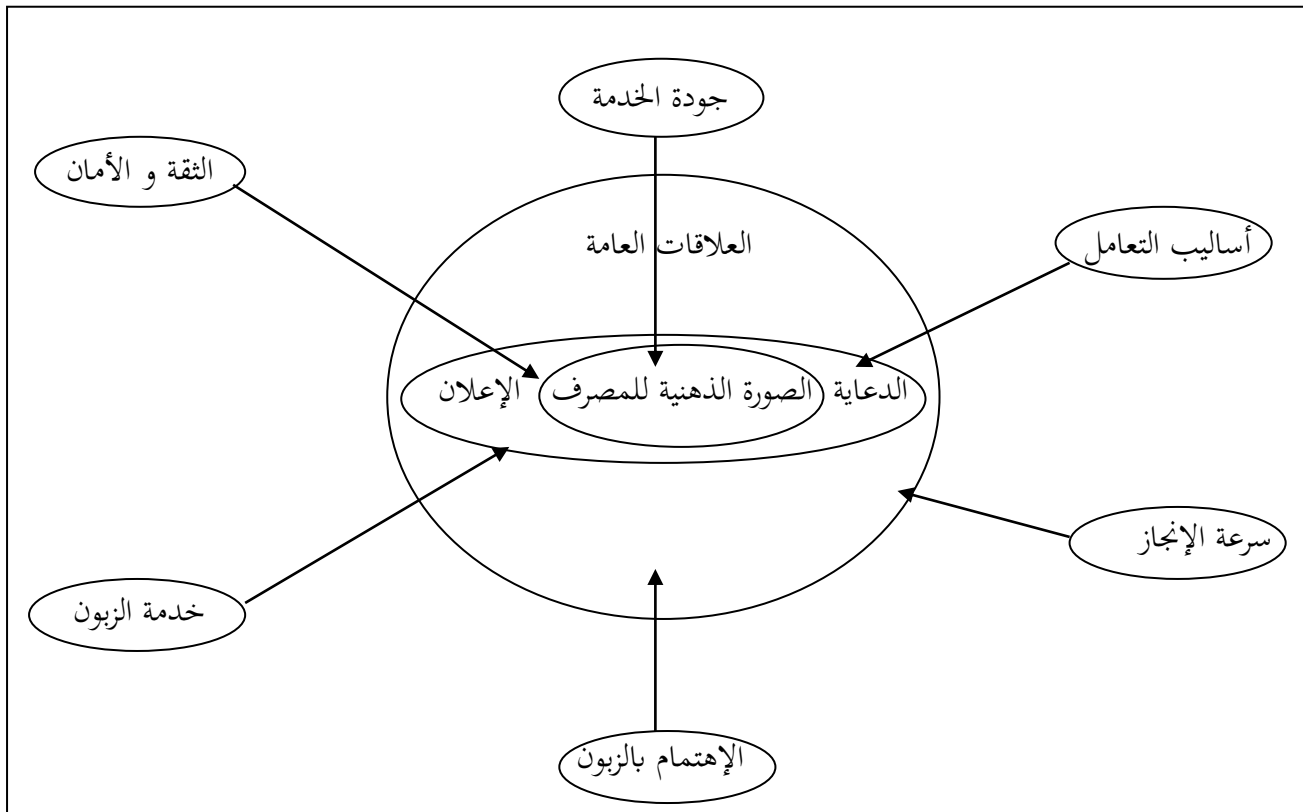 جودة الخدمة
الثقة و الأمان
أساليب التعامل
العلاقات العامة
الدعاية
الصورة الذهنية للمصرف
الإعلان
سرعة الإنجاز
خدمة الزبون
الإهتمام بالزبون